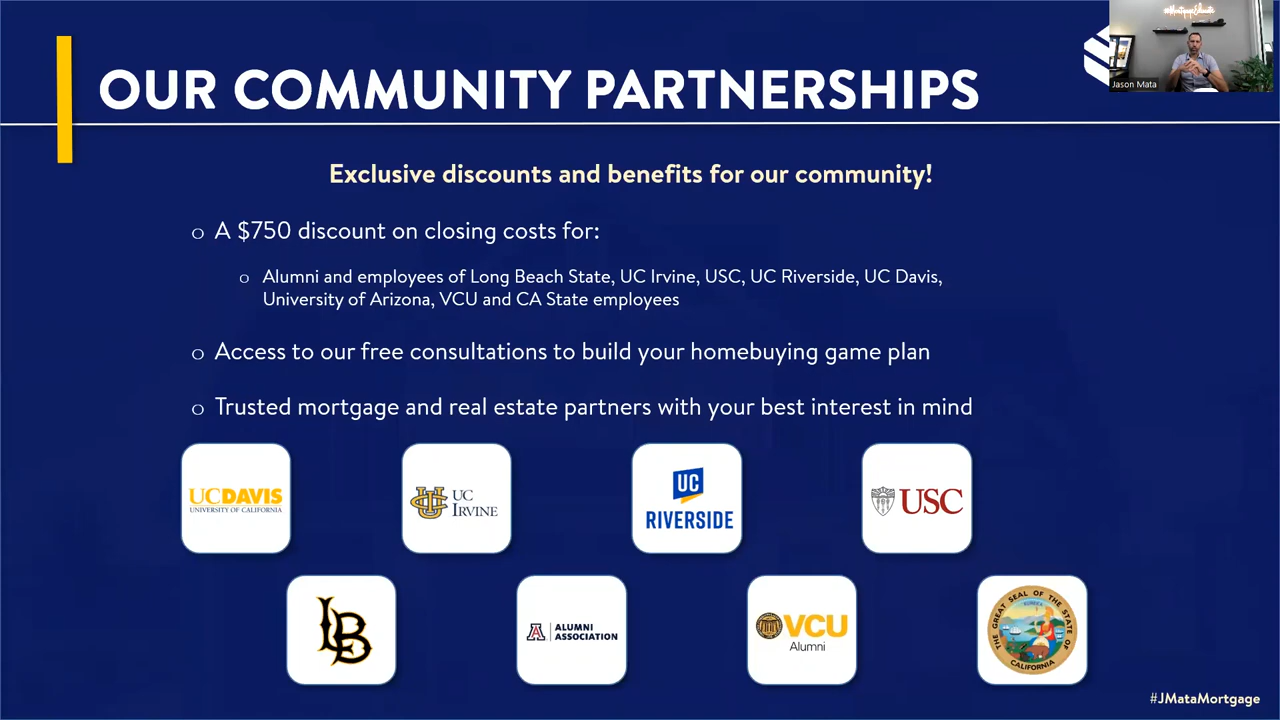 OUR COMMUNITY PARTNERSHIPS
Jason Mata
Exclusive discounts and benefits for our community!
A $750 discount on closing costs for:
Alumni and employees of Long Beach State, UC Irvine, USC, UC Riverside, UC Davis,
University of Arizona, VCU and CA State employees
Access to our free consultations to build your homebuying game plan
Trusted mortgage and real estate partners with your best interest in mind
UCDAVIS
UNIVERSITY OF CALIFORNIA
UC
IRVINE
UC
RIVERSIDE
USC
LB
A
ALUMNI
ASSOCIATION
VCU
Alumni
THE GREAT SEAL OF THE STATE OF CALIFORNIA
EUREKA
#JMataMortgage